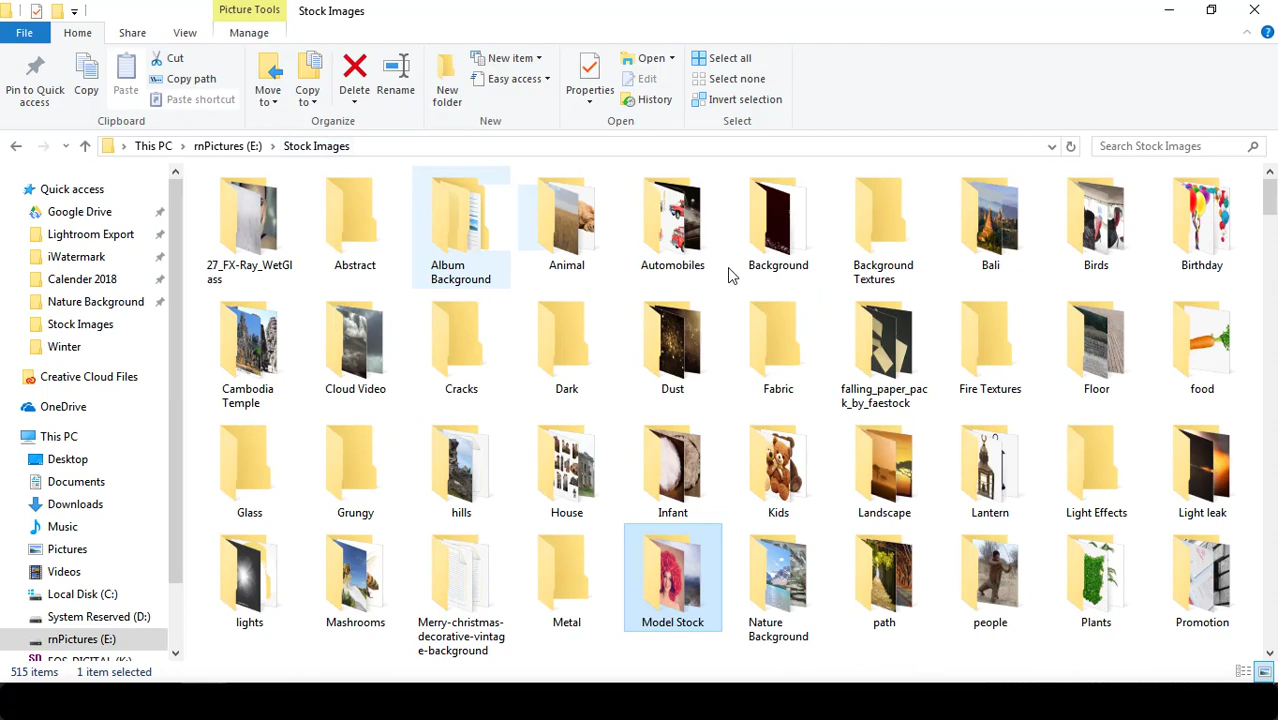 Picture Tools
Stock Images
File
Home
Share
View
Manage
Pin to Quick
access
Copy
Paste
Cut
Copy path
Paste shortcut
Clipboard
Move
to
Copy
to
Delete
Rename
Organize
New
folder
New item
Easy access
New
Properties
Open
Edit
History
Open
Select all
Select none
Invert selection
Select
This PC
rnPictures (E:)
Stock Images
Search Stock Images
Quick access
Google Drive
Lightroom Export
iWatermark
Calender 2018
Nature Background
Stock Images
Winter
Creative Cloud Files
OneDrive
This PC
Desktop
Documents
Downloads
Music
Pictures
Videos
Local Disk (C:)
System Reserved (D:)
rnPictures (E:)
EOS_DIGITAL (K:)
27_FX-Ray_WetGl
ass
Abstract
Album
Background
Animal
Automobiles
Background
Background
Textures
Bali
Birds
Birthday
Cambodia
Temple
Cloud Video
Cracks
Dark
Dust
Fabric
falling_paper_pac
k_by_faestock
Fire Textures
Floor
food
Glass
Grungy
hills
House
Infant
Kids
Landscape
Lantern
Light Effects
Light leak
lights
Mashrooms
Merry-christmas-
decorative-vintag
e-background
Metal
Model Stock
Nature
Background
path
people
Plants
Promotion
515 items
1 item selected